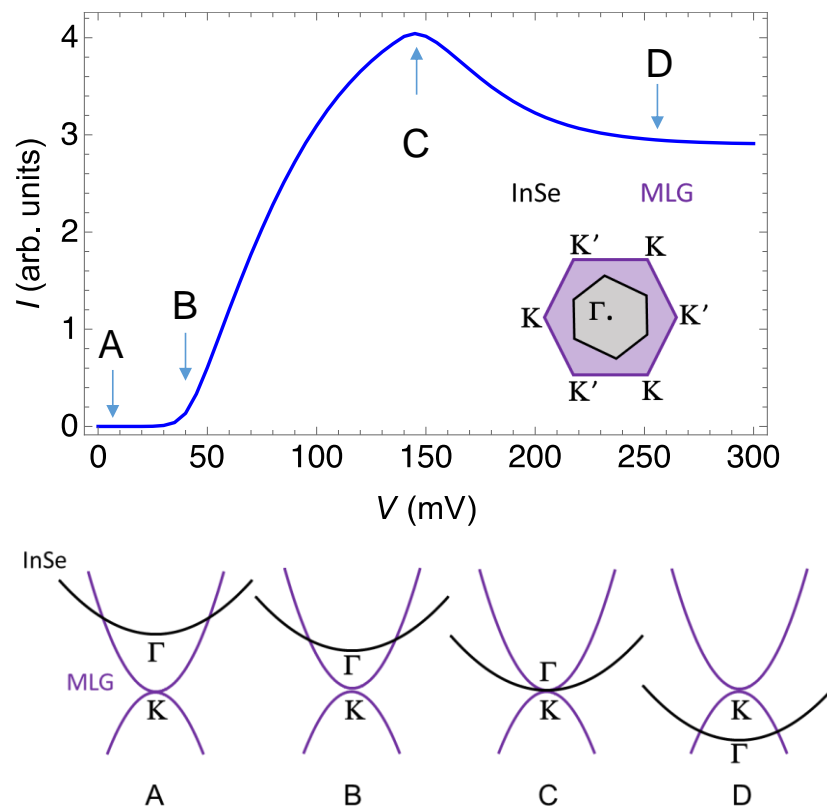 4
3
2
1
0
I (arb. units)
A
B
C
D
InSe MLG
K′ K
K Γ. K′
K′ K
0 50 100 150 200 250 300
V (mV)
InSe
MLG
Γ
K
Γ
K
Γ
K
K
Γ
A B C D